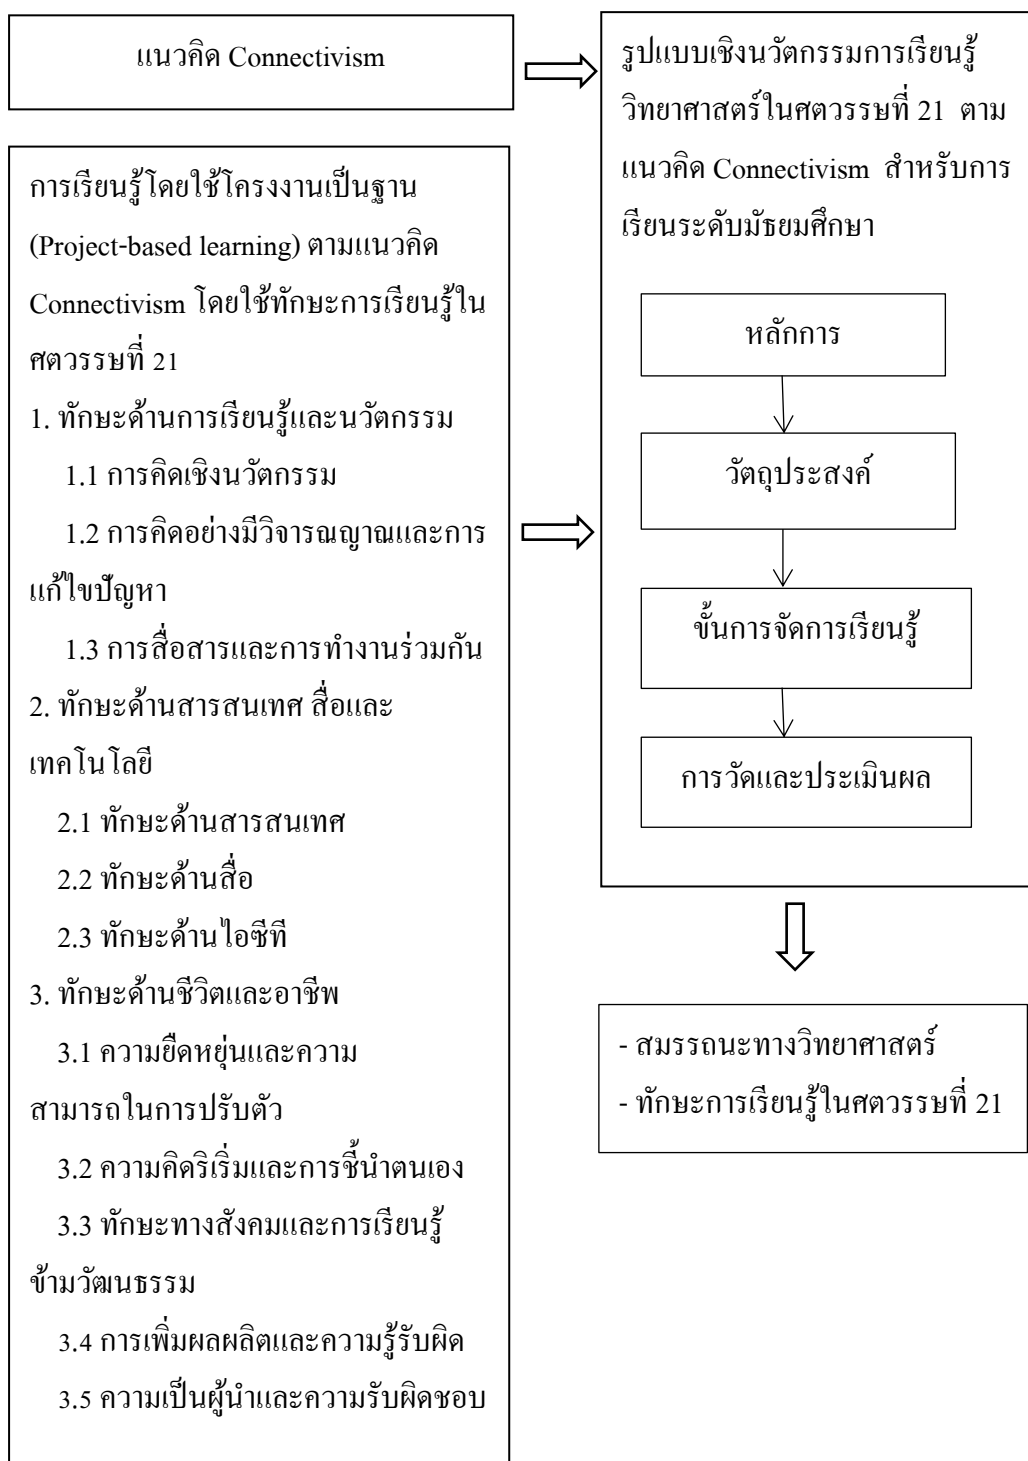 แนวคิด Connectivism
การเรียนรู้โดยใช้โครงงานเป็นฐาน
(Project-based learning) ตามแนวคิด
Connectivism โดยใช้ทักษะการเรียนรู้ใน
ศตวรรษที่ 21
1. ทักษะด้านการเรียนรู้และนวัตกรรม
1.1 การคิดเชิงนวัตกรรม
1.2 การคิดอย่างมีวิจารณญาณและการ
แก้ไขปัญหา
1.3 การสื่อสารและการทำงานร่วมกัน
2. ทักษะด้านสารสนเทศ สื่อและ
เทคโนโลยี
2.1 ทักษะด้านสารสนเทศ
2.2 ทักษะด้านสื่อ
2.3 ทักษะด้านไอซีที
3. ทักษะด้านชีวิตและอาชีพ
3.1 ความยืดหยุ่นและความ
สามารถในการปรับตัว
3.2 ความคิดริเริ่มและการชี้นำตนเอง
3.3 ทักษะทางสังคมและการเรียนรู้
ข้ามวัฒนธรรม
3.4 การเพิ่มผลผลิตและความรู้รับผิด
3.5 ความเป็นผู้นำและความรับผิดชอบ
รูปแบบเชิงนวัตกรรมการเรียนรู้
วิทยาศาสตร์ในศตวรรษที่ 21 ตาม
แนวคิด Connectivism สำหรับการ
เรียนระดับมัธยมศึกษา
หลักการ
วัตถุประสงค์
ขั้นการจัดการเรียนรู้
การวัดและประเมินผล
- สมรรถนะทางวิทยาศาสตร์
- ทักษะการเรียนรู้ในศตวรรษที่ 21